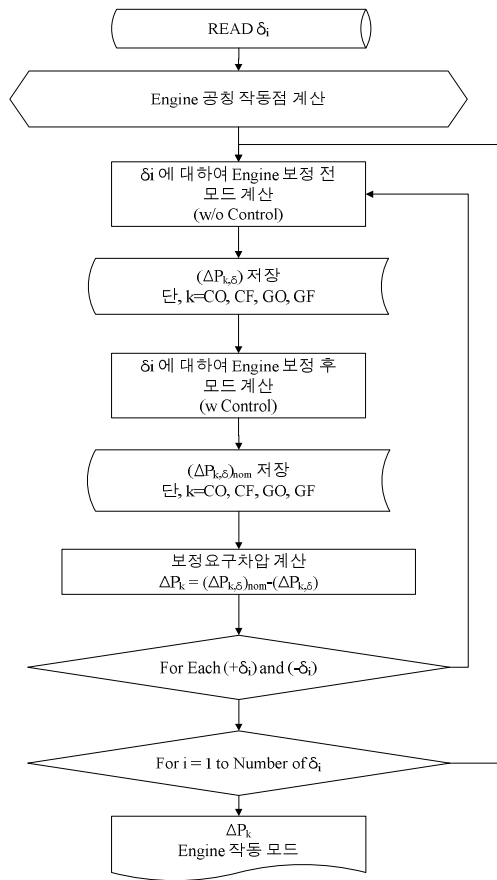 READ δi
Engine 공칭 작동점 계산
δi 에 대하여 Engine 보정 전
모드 계산
(w/o Control)
(ΔPk,δ) 저장
단, k=CO, CF, GO, GF
δi 에 대하여 Engine 보정 후
모드 계산
(w Control)
(ΔPk,δ)nom 저장
단, k=CO, CF, GO, GF
보정요구차압 계산
ΔPk = (ΔPk,δ)nom-(ΔPk,δ)
For Each (+δi) and (-δi)
For i = 1 to Number of δi
ΔPk
Engine 작동 모드